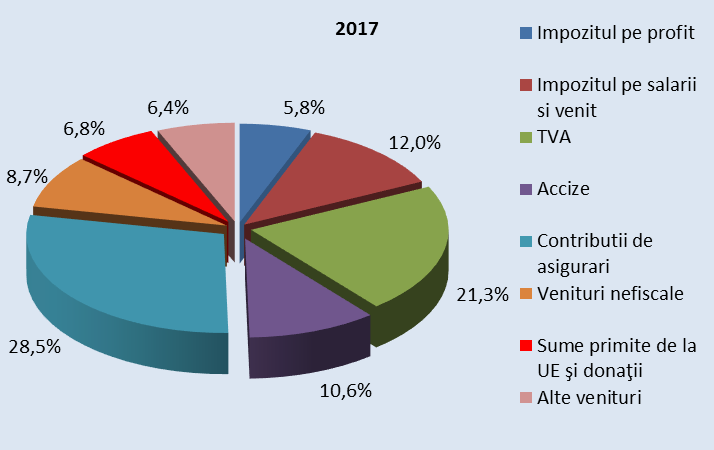 2017
5,8%
12,0%
21,3%
10,6%
28,5%
8,7%
6,8%
6,4%
Impozitul pe profit
Impozitul pe salarii
si venit
TVA
Accize
Contributii de
asigurari
Venituri nefiscale
Sume primite de la
UE şi donaţii
Alte venituri